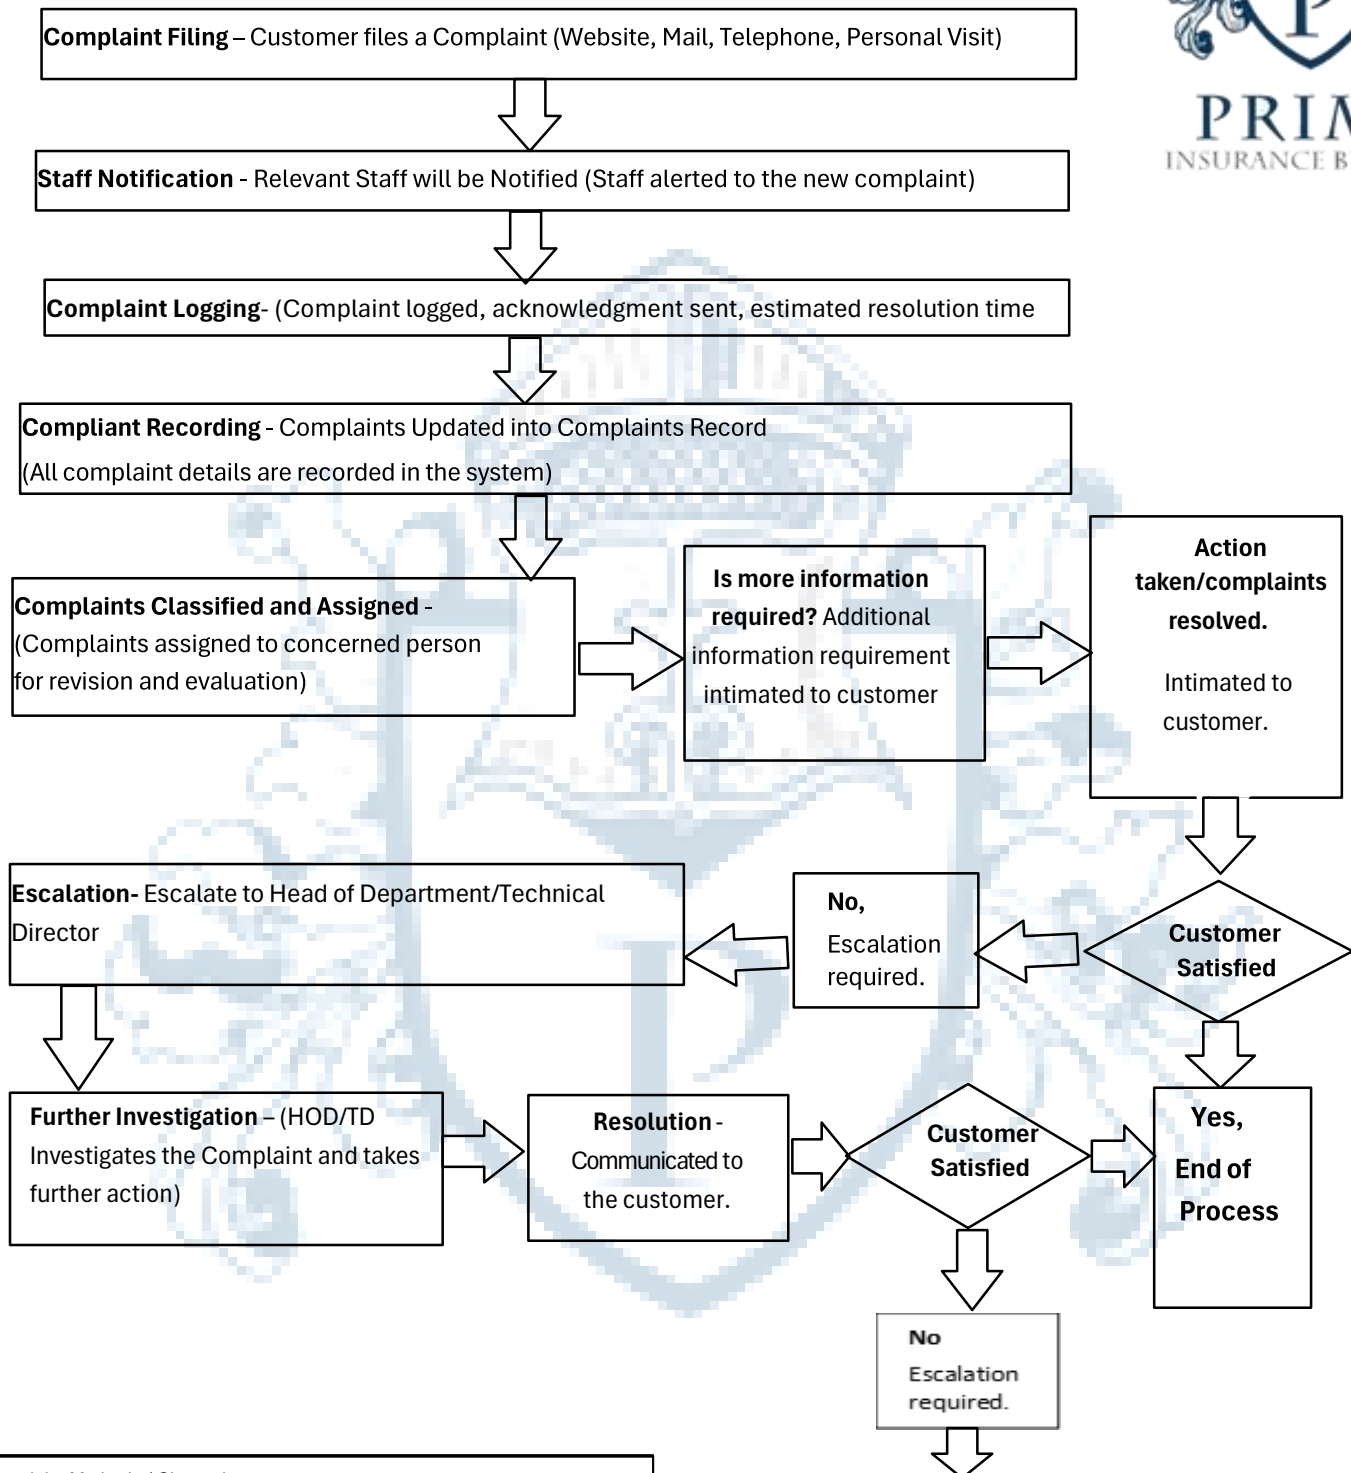 Complaint Filing – Customer files a Complaint (Website, Mail, Telephone, Personal Visit)
P
PRIM
INSURANCE B
Staff Notification - Relevant Staff will be Notified (Staff alerted to the new complaint)
Complaint Logging- (Complaint logged, acknowledgment sent, estimated resolution time
Compliant Recording - Complaints Updated into Complaints Record
(All complaint details are recorded in the system)
Complaints Classified and Assigned -
(Complaints assigned to concerned person
for revision and evaluation)
Is more information
required? Additional
information requirement
intimated to customer
Action
taken/complaints
resolved.
Intimated to
customer.
Customer
Satisfied
No,
Escalation
required.
Escalation- Escalate to Head of Department/Technical
Director
Further Investigation – (HOD/TD
Investigates the Complaint and takes
further action)
Resolution -
Communicated to
the customer.
Customer
Satisfied
Yes,
End of
Process
No
Escalation
required.